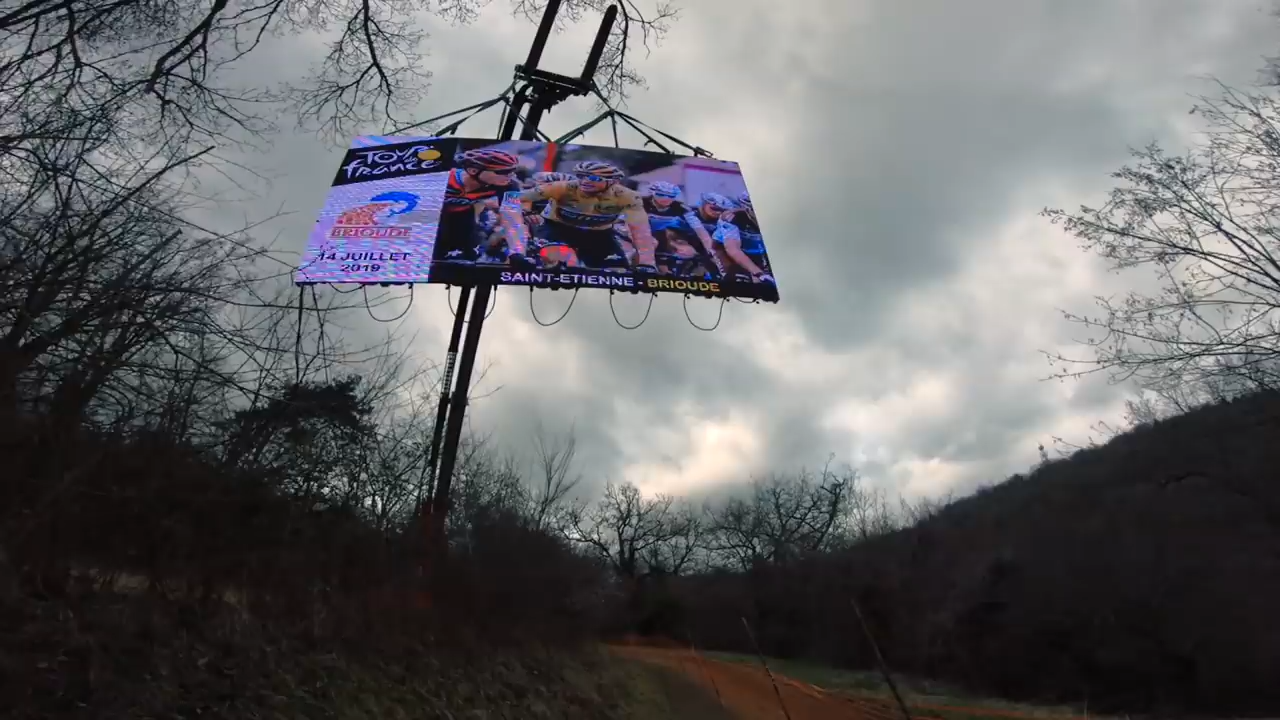 TOUR
de
France
BRIOUDE
14 JUILLET
2019
SAINT-ETIENNE - BRIOUDE